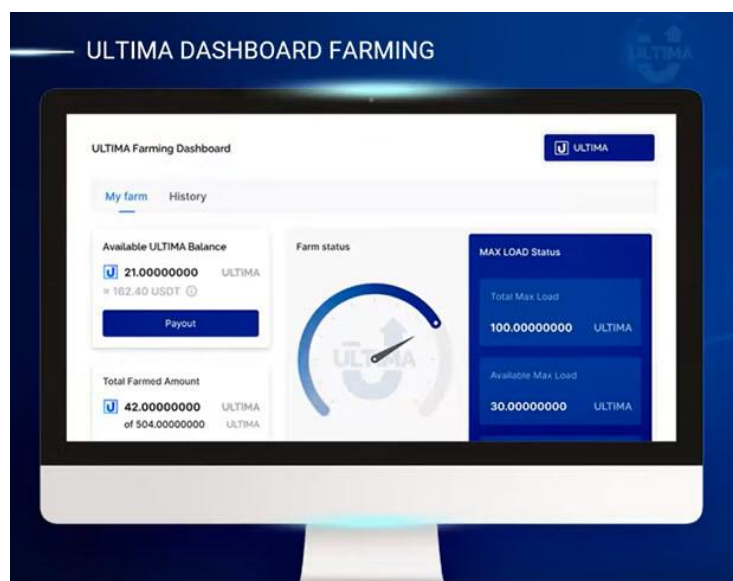 ULTIMA DASHBOARD FARMING
ULTIMA
ULTIMA Farming Dashboard
ULTIMA
My farm History
Available ULTIMA Balance
21.00000000 ULTIMA
≈ 162.40 USDT
Payout
Total Farmed Amount
42.00000000 ULTIMA
of 504.00000000 ULTIMA
Farm status
ULTIMA
MAX LOAD Status
Total Max Load
100.00000000 ULTIMA
Available Max Load
30.00000000 ULTIMA